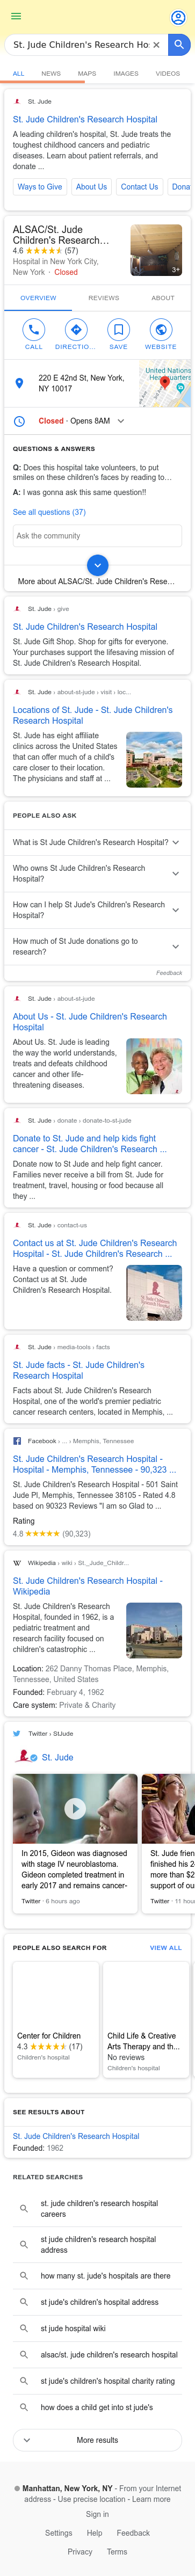 St. Jude Children's Research Ho
ALL NEWS MAPS IMAGES VIDEOS
St. Jude
St. Jude Children's Research Hospital
A leading children's hospital, St. Jude treats the
toughest childhood cancers and pediatric
diseases. Learn about patient referrals, and
donate ...
Ways to Give About Us Contact Us Dona
ALSAC/St. Jude
Children's Research…
4.6 (57)
Hospital in New York City,
New York · Closed
3+
OVERVIEW REVIEWS ABOUT
CALL DIRECTIO... SAVE WEBSITE
220 E 42nd St, New York,
NY 10017
United Nations
Headquarters
Closed · Opens 8AM
QUESTIONS & ANSWERS
Q: Does this hospital take volunteers, to put
smiles on these children's faces by reading to…
A: I was gonna ask this same question!!
See all questions (37)
Ask the community
More about ALSAC/St. Jude Children's Rese…
St. Jude › give
St. Jude Children's Research Hospital
St. Jude Gift Shop. Shop for gifts for everyone.
Your purchases support the lifesaving mission of
St. Jude Children's Research Hospital.
St. Jude › about-st-jude › visit › loc...
Locations of St. Jude - St. Jude Children's
Research Hospital
St. Jude has eight affiliate
clinics across the United States
that can offer much of a child's
care closer to their location.
The physicians and staff at ...
PEOPLE ALSO ASK
What is St Jude Children's Research Hospital?
Who owns St Jude Children's Research
Hospital?
How can I help St Jude's Children's Research
Hospital?
How much of St Jude donations go to
research?
Feedback
St. Jude › about-st-jude
About Us - St. Jude Children's Research
Hospital
About Us. St. Jude is leading
the way the world understands,
treats and defeats childhood
cancer and other life-
threatening diseases.
St. Jude › donate › donate-to-st-jude
Donate to St. Jude and help kids fight
cancer - St. Jude Children's Research ...
Donate now to St Jude and help fight cancer.
Families never receive a bill from St. Jude for
treatment, travel, housing or food because all
they ...
St. Jude › contact-us
Contact us at St. Jude Children's Research
Hospital - St. Jude Children's Research ...
Have a question or comment?
Contact us at St. Jude
Children's Research Hospital.
St. Jude › media-tools › facts
St. Jude facts - St. Jude Children's
Research Hospital
Facts about St. Jude Children's Research
Hospital, one of the world's premier pediatric
cancer research centers, located in Memphis, ...
Facebook › ... › Memphis, Tennessee
St. Jude Children's Research Hospital -
Hospital - Memphis, Tennessee - 90,323 ...
St. Jude Children's Research Hospital - 501 Saint
Jude Pl, Memphis, Tennessee 38105 - Rated 4.8
based on 90323 Reviews "I am so Glad to ...
Rating
4.8 (90,323)
W Wikipedia › wiki › St._Jude_Childr...
St. Jude Children's Research Hospital -
Wikipedia
St. Jude Children's Research
Hospital, founded in 1962, is a
pediatric treatment and
research facility focused on
children's catastrophic ...
Location: 262 Danny Thomas Place, Memphis,
Tennessee, United States
Founded: February 4, 1962
Care system: Private & Charity
Twitter › StJude
St. Jude
In 2015, Gideon was diagnosed
with stage IV neuroblastoma.
Gideon completed treatment in
early 2017 and remains cancer-
Twitter · 6 hours ago
St. Jude frien
finished his 2
more than $2
support of ou
Twitter · 11 hour
PEOPLE ALSO SEARCH FOR VIEW ALL
Center for Children
4.3 (17)
Children's hospital
Child Life & Creative
Arts Therapy and th...
No reviews
Children's hospital
SEE RESULTS ABOUT
St. Jude Children's Research Hospital
Founded: 1962
RELATED SEARCHES
st. jude children's research hospital
careers
st jude children's research hospital
address
how many st. jude's hospitals are there
st jude's children's hospital address
st jude hospital wiki
alsac/st. jude children's research hospital
st jude's children's hospital charity rating
how does a child get into st jude's
More results
Manhattan, New York, NY - From your Internet
address - Use precise location - Learn more
Sign in
Settings Help Feedback
Privacy Terms